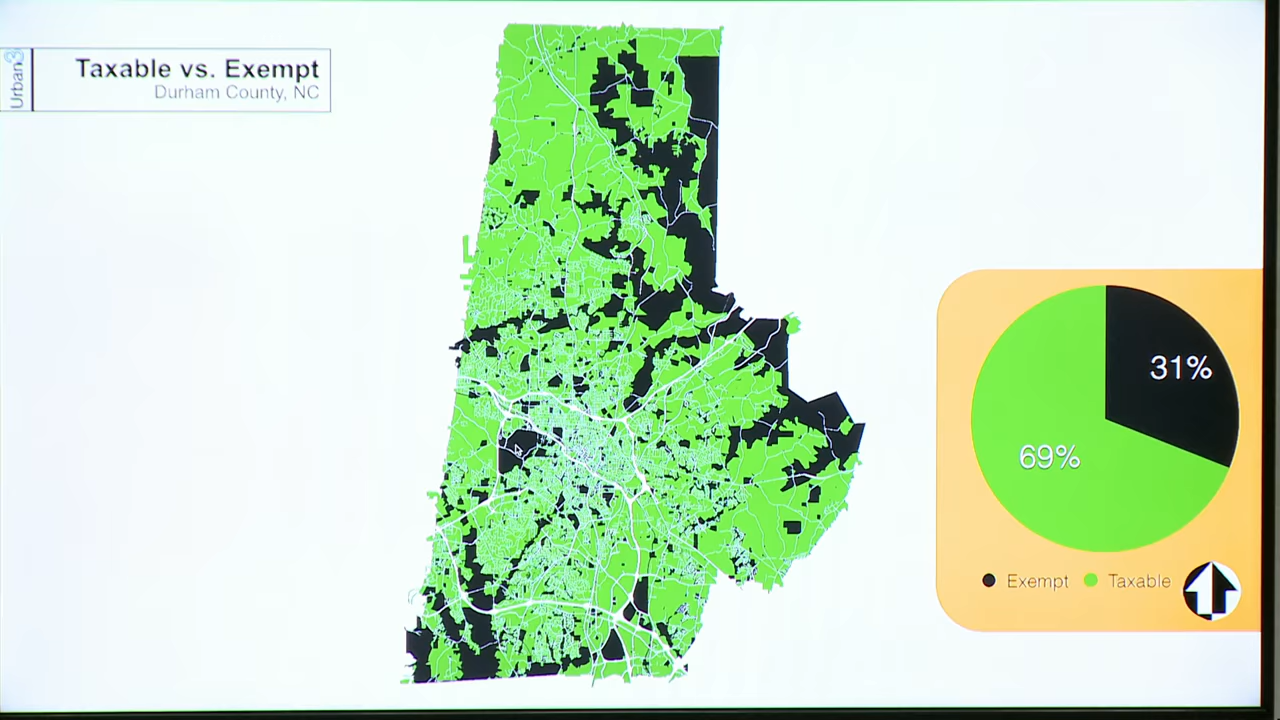 Urban3
Taxable vs. Exempt
Durham County, NC
31%
69%
Exempt
Taxable